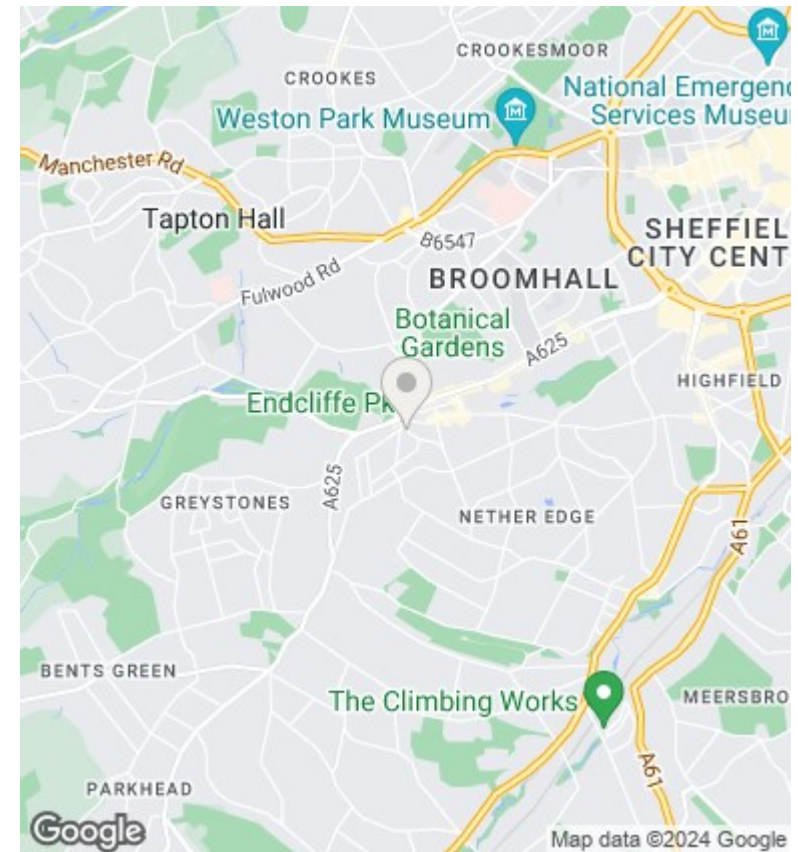 CROOKESMOOR
CROOKES
National Emergenc
Services Museu
Weston Park Museum
Manchester Rd
Tapton Hall
B6547
SHEFFIEL
CITY CENT
Fulwood Rd
BROOMHALL
Botanical
Gardens
A625
HIGHFIELD
Endcliffe Pk
A625
GREYSTONES
NETHER EDGE
A61
BENTS GREEN
The Climbing Works
MEERSBRO
A61
PARKHEAD
Google
Map data ©2024 Google